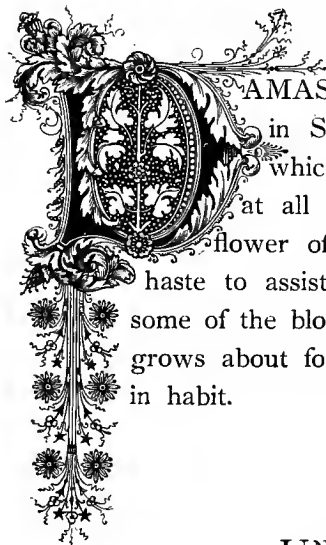 DAMAS
in S
whic
at all
flower of
haste to assist
some of the blo
grows about fo
in habit.